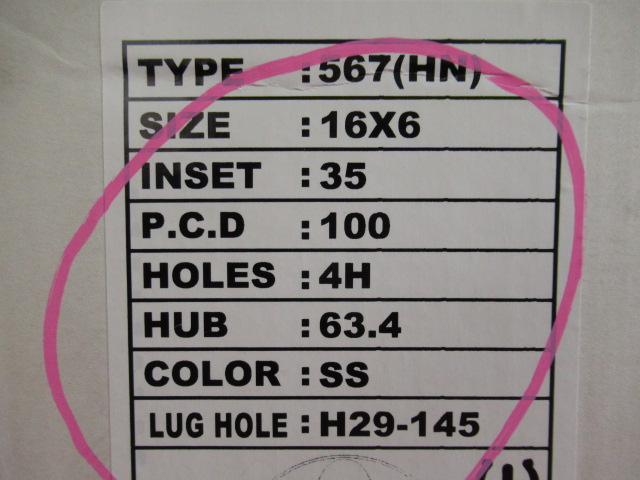 TYPE :567(HN)
SIZE :16X6
INSET :35
P.C.D :100
HOLES :4H
HUB :63.4
COLOR :SS
LUG HOLE :H29-145